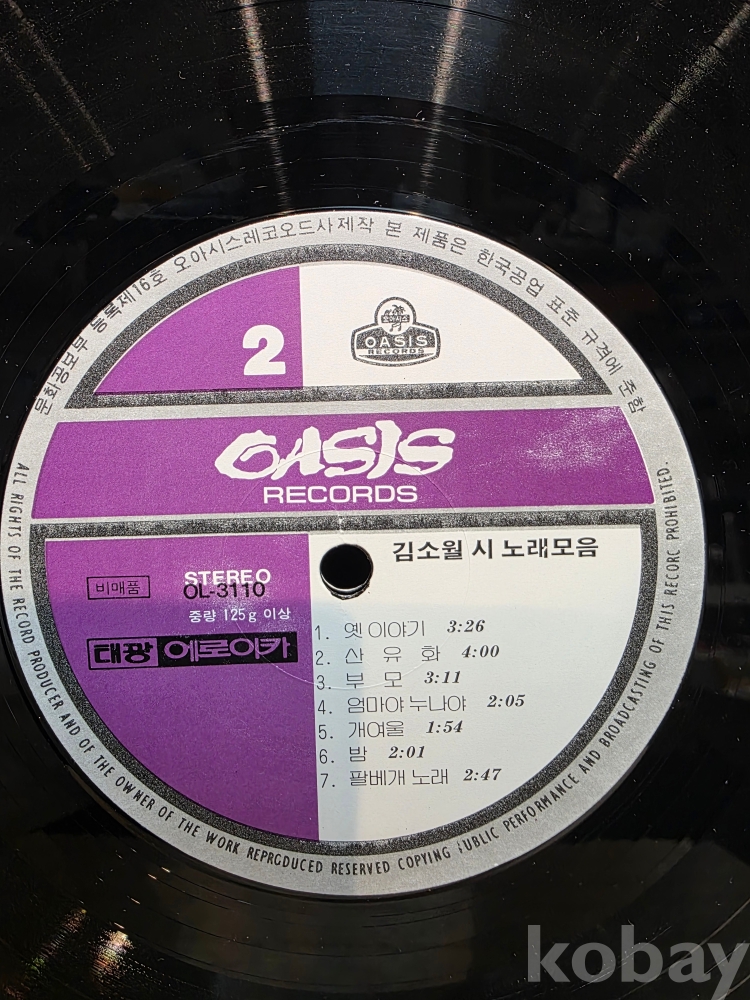 문화공보부 등록제16호 오아시스레코오드사제작 본 제품은 한국공업 표준 규격에 준함
2
오아시스
OASIS
RECORDS
OASIS
RECORDS
김소월 시 노래모음
비매품
STEREO
OL-3110
중량 125g 이상
태광 에로이카
1. 옛 이야기 3:26
2. 산 유 화 4:00
3. 부 모 3:11
4. 엄마야 누나야 2:05
5. 개여울 1:54
6. 밤 2:01
7. 팔베개 노래 2:47
ALL RIGHTS OF THE RECORD PRODUCER AND OF THE OWNER OF THE WORK REPRODUCED RESERVED COPYING PUBLIC PERFORMANCE AND BROADCASTING OF THIS RECORD PROHIBITED.
kobay